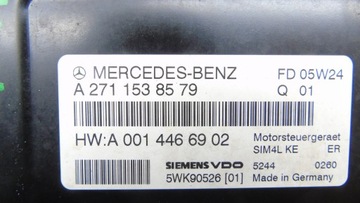 MERCEDES-BENZ FD 05W24
A 271 153 85 79 Q 01
HW:A 001 446 69 02 Motorsteuergeraet
SIM4L KE ER
SIEMENS VDO 5244 0260
5WK90526 [01] Made in Germany